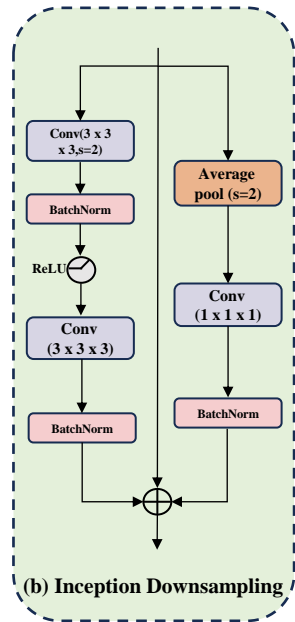 Conv(3 x 3
x 3,s=2)
BatchNorm
ReLU
Conv
(3 x 3 x 3)
BatchNorm
Average
pool (s=2)
Conv
(1 x 1 x 1)
BatchNorm
(b) Inception Downsampling